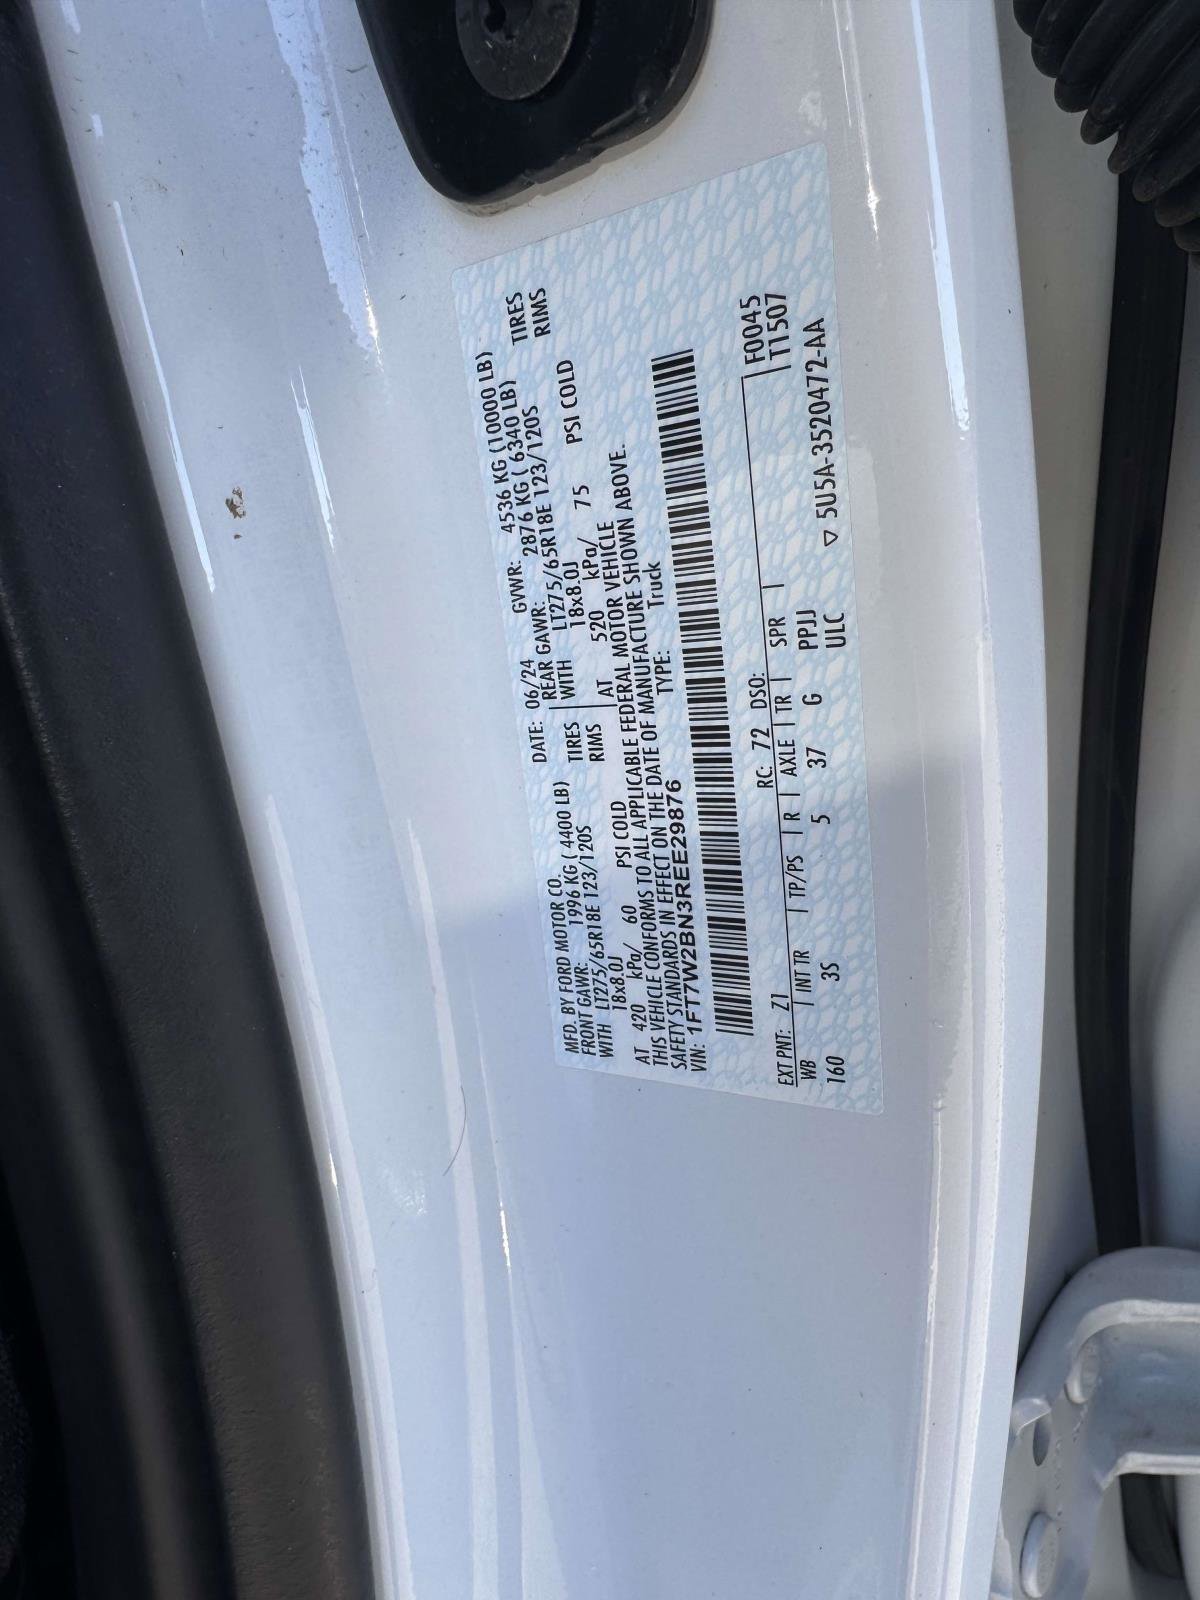 MFD. BY FORD MOTOR CO.
DATE: 06/24 GVWR: 4536 KG (10000 LB)
FRONT GAWR: 1996 KG ( 4400 LB) REAR GAWR: 2876 KG ( 6340 LB)
WITH LT275/65R18E 123/120S TIRES WITH LT275/65R18E 123/120S TIRES
18x8.0J RIMS 18x8.0J RIMS
AT 420 kPa/ 60 PSI COLD AT 520 kPa/ 75 PSI COLD
THIS VEHICLE CONFORMS TO ALL APPLICABLE FEDERAL MOTOR VEHICLE
SAFETY STANDARDS IN EFFECT ON THE DATE OF MANUFACTURE SHOWN ABOVE.
VIN: 1FT7W2BN3REE29876 TYPE: Truck
EXT PNT: Z1 RC: 72 DSO: F0045
WB INT TR TP/PS R AXLE TR SPR T1507
160 3S 5 37 G PPJJ
ULC ▽ 5U5A-3520472-AA